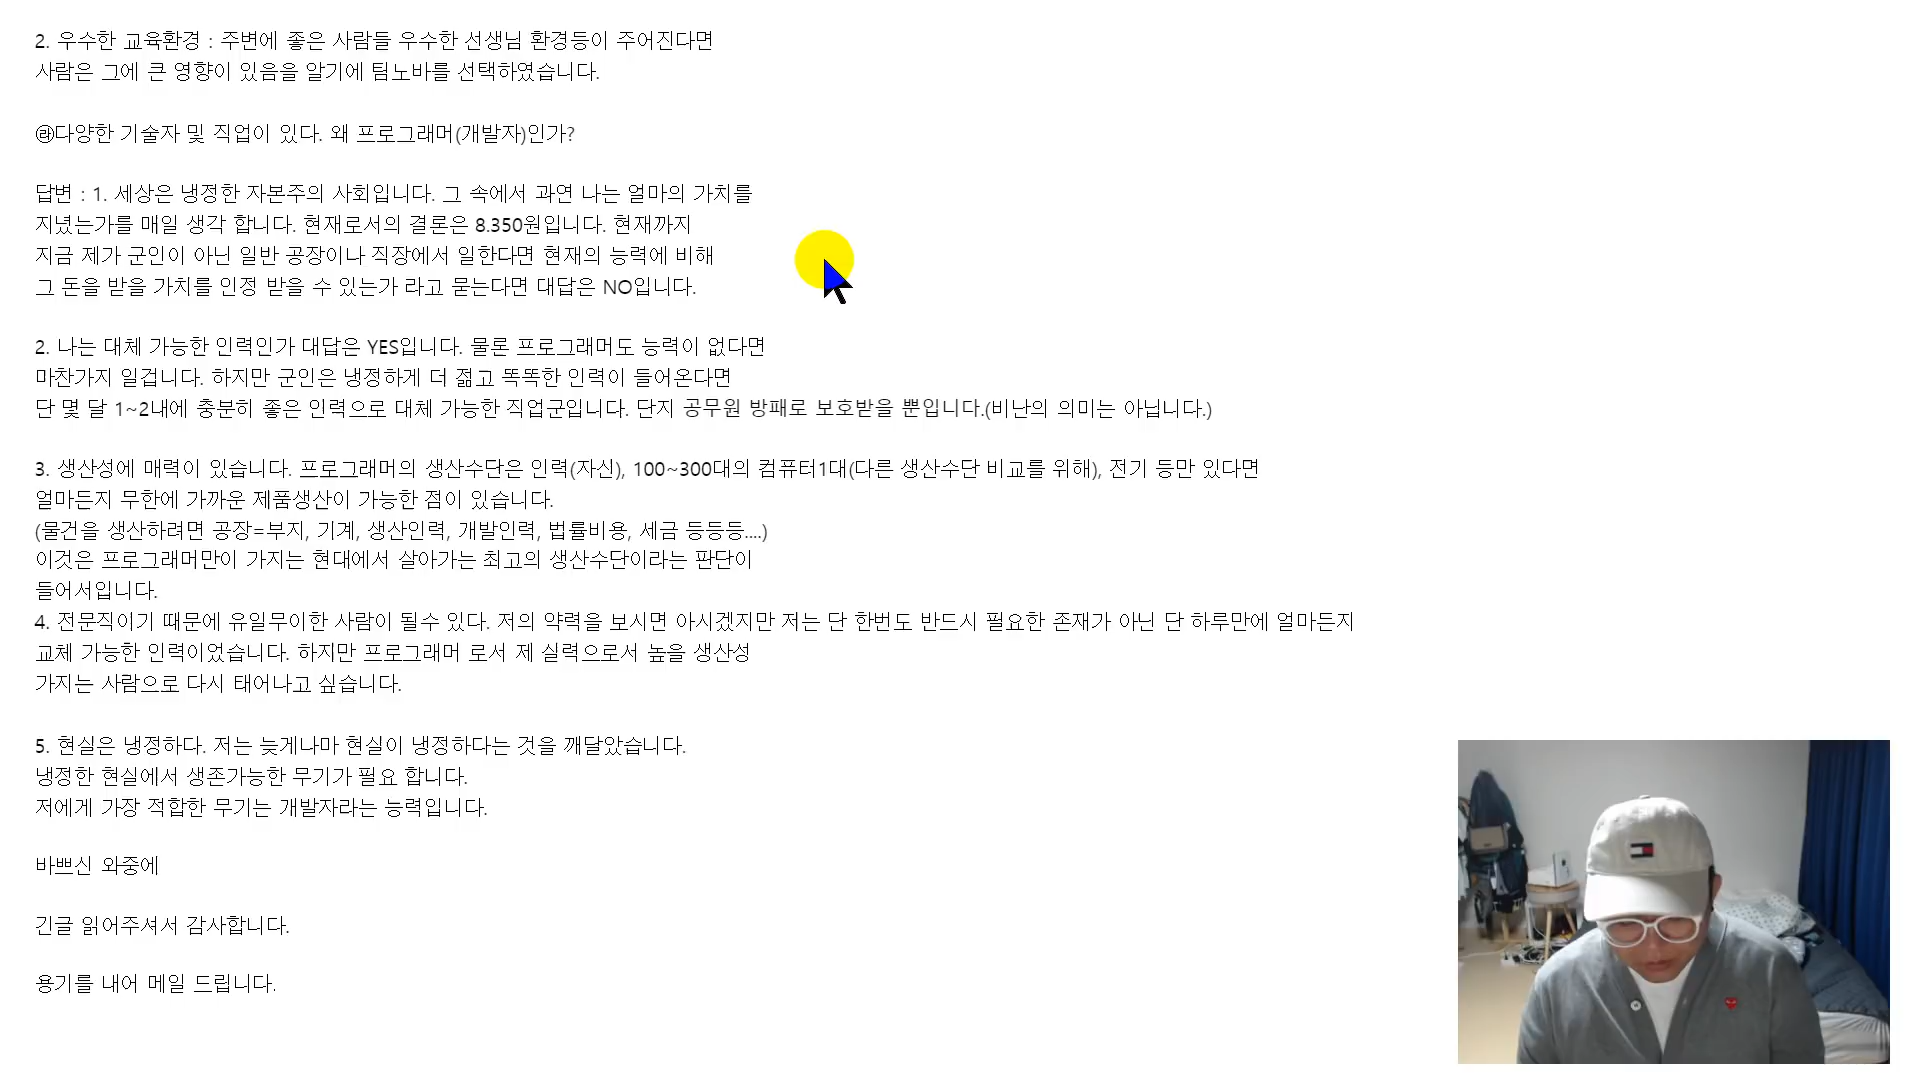 2. 우수한 교육환경 : 주변에 좋은 사람들 우수한 선생님 환경등이 주어진다면
사람은 그에 큰 영향이 있음을 알기에 팀노바를 선택하였습니다.
㉣다양한 기술자 및 직업이 있다. 왜 프로그래머(개발자)인가?
답변 : 1. 세상은 냉정한 자본주의 사회입니다. 그 속에서 과연 나는 얼마의 가치를
지녔는가를 매일 생각 합니다. 현재로서의 결론은 8.350원입니다. 현재까지
지금 제가 군인이 아닌 일반 공장이나 직장에서 일한다면 현재의 능력에 비해
그 돈을 받을 가치를 인정 받을 수 있는가 라고 묻는다면 대답은 NO입니다.
2. 나는 대체 가능한 인력인가 대답은 YES입니다. 물론 프로그래머도 능력이 없다면
마찬가지 일겁니다. 하지만 군인은 냉정하게 더 젊고 똑똑한 인력이 들어온다면
단 몇 달 1~2내에 충분히 좋은 인력으로 대체 가능한 직업군입니다. 단지 공무원 방패로 보호받을 뿐입니다.(비난의 의미는 아닙니다.)
3. 생산성에 매력이 있습니다. 프로그래머의 생산수단은 인력(자신), 100~300대의 컴퓨터1대(다른 생산수단 비교를 위해), 전기 등만 있다면
얼마든지 무한에 가까운 제품생산이 가능한 점이 있습니다.
(물건을 생산하려면 공장=부지, 기계, 생산인력, 개발인력, 법률비용, 세금 등등등....)
이것은 프로그래머만이 가지는 현대에서 살아가는 최고의 생산수단이라는 판단이
들어서입니다.
4. 전문직이기 때문에 유일무이한 사람이 될수 있다. 저의 약력을 보시면 아시겠지만 저는 단 한번도 반드시 필요한 존재가 아닌 단 하루만에 얼마든지
교체 가능한 인력이었습니다. 하지만 프로그래머 로서 제 실력으로서 높을 생산성
가지는 사람으로 다시 태어나고 싶습니다.
5. 현실은 냉정하다. 저는 늦게나마 현실이 냉정하다는 것을 깨달았습니다.
냉정한 현실에서 생존가능한 무기가 필요 합니다.
저에게 가장 적합한 무기는 개발자라는 능력입니다.
바쁘신 와중에
긴글 읽어주셔서 감사합니다.
용기를 내어 메일 드립니다.